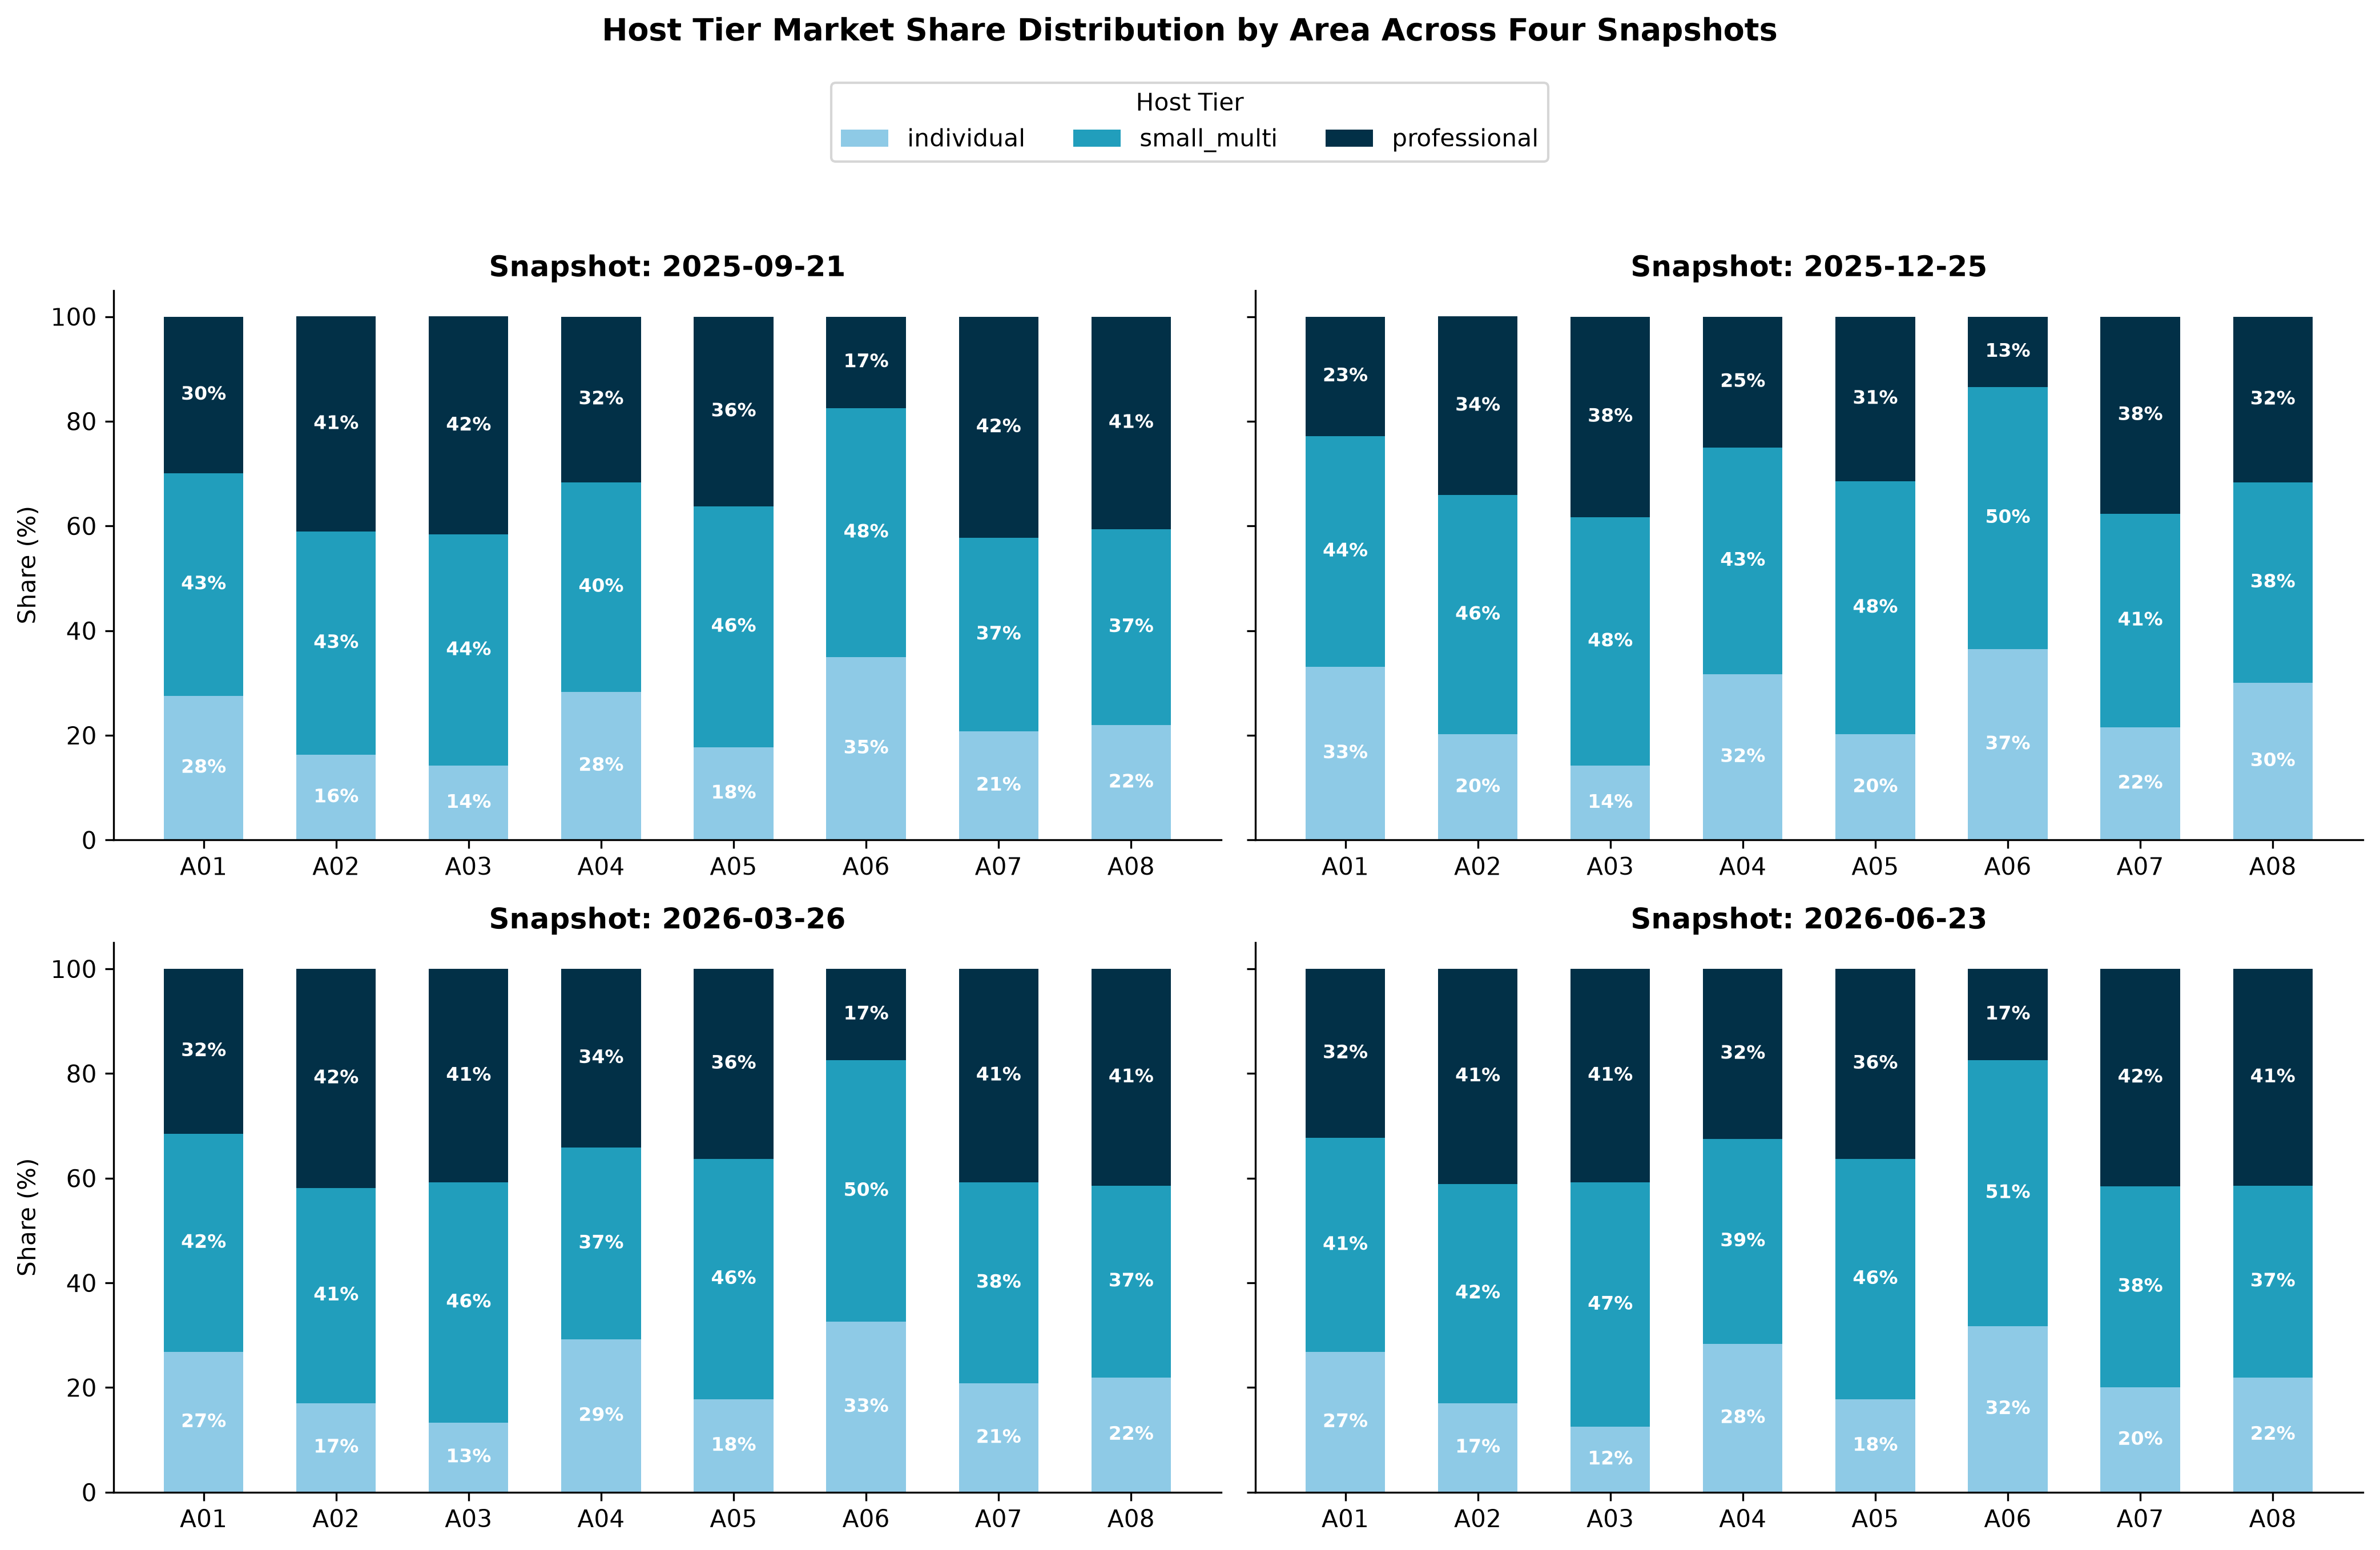 Host Tier Market Share Distribution by Area Across Four Snapshots
Host Tier
individual small_multi professional
Snapshot: 2025-09-21
Share (%)
100
80
60
40
20
0
30% 41% 42% 32% 36% 17% 42% 41%
43% 43% 44% 40% 46% 48% 37% 37%
28% 16% 14% 28% 18% 35% 21% 22%
A01 A02 A03 A04 A05 A06 A07 A08
Snapshot: 2025-12-25
23% 34% 38% 25% 31% 13% 38% 32%
44% 46% 48% 43% 48% 50% 41% 38%
33% 20% 14% 32% 20% 37% 22% 30%
A01 A02 A03 A04 A05 A06 A07 A08
Snapshot: 2026-03-26
Share (%)
100
80
60
40
20
0
32% 42% 41% 34% 36% 17% 41% 41%
42% 41% 46% 37% 46% 50% 38% 37%
27% 17% 13% 29% 18% 33% 21% 22%
A01 A02 A03 A04 A05 A06 A07 A08
Snapshot: 2026-06-23
32% 41% 41% 32% 36% 17% 42% 41%
41% 42% 47% 39% 46% 51% 38% 37%
27% 17% 12% 28% 18% 32% 20% 22%
A01 A02 A03 A04 A05 A06 A07 A08